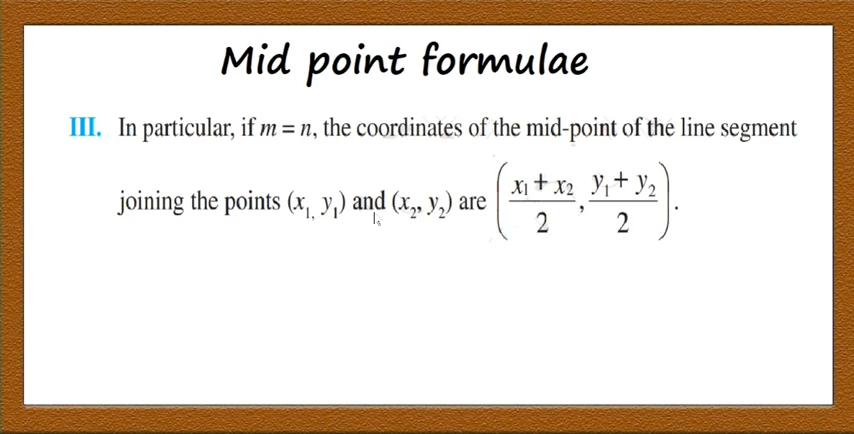 Mid point formulae
III. In particular, if m = n, the coordinates of the mid-point of the line segment
joining the points (x₁, y₁) and (x₂, y₂) are ( (x₁ + x₂)/2 , (y₁ + y₂)/2 ).